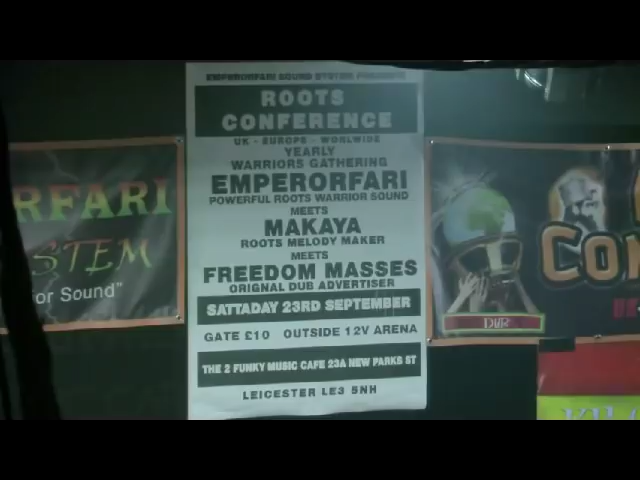 EMPERORFARI SOUND SYSTEM PRESENTS
ROOTS
CONFERENCE
UK - EUROPE - WORLWIDE
YEARLY
WARRIORS GATHERING
EMPERORFARI
POWERFUL ROOTS WARRIOR SOUND
MEETS
MAKAYA
ROOTS MELODY MAKER
MEETS
FREEDOM MASSES
ORIGNAL DUB ADVERTISER
SATTADAY 23RD SEPTEMBER
GATE £10 OUTSIDE 12V ARENA
THE 2 FUNKY MUSIC CAFE 23A NEW PARKS ST
LEICESTER LE3 5NH
RFARI
STEM
or Sound"
Con
DUB